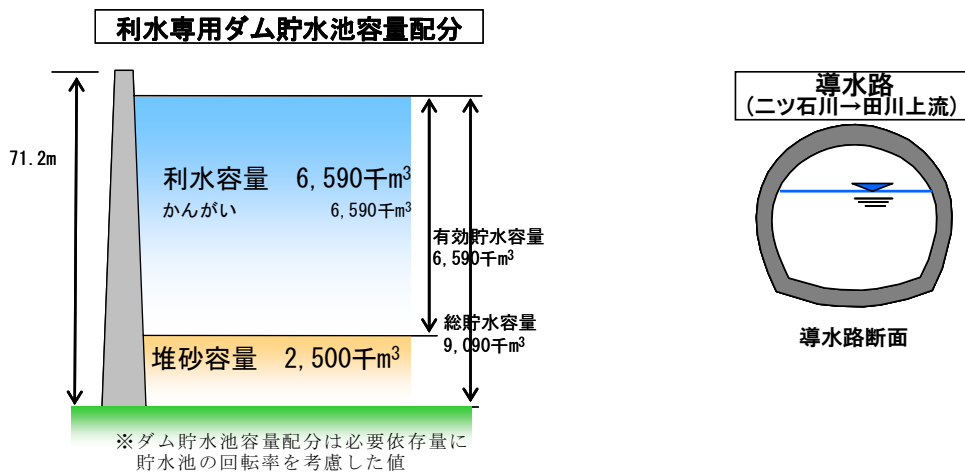 利水専用ダム貯水池容量配分
71.2m
利水容量 6,590千m³
かんがい 6,590千m³
有効貯水容量
6,590千m³
総貯水容量
9,090千m³
堆砂容量 2,500千m³
※ダム貯水池容量配分は必要依存量に
貯水池の回転率を考慮した値
導水路
(二ツ石川→田川上流)
導水路断面